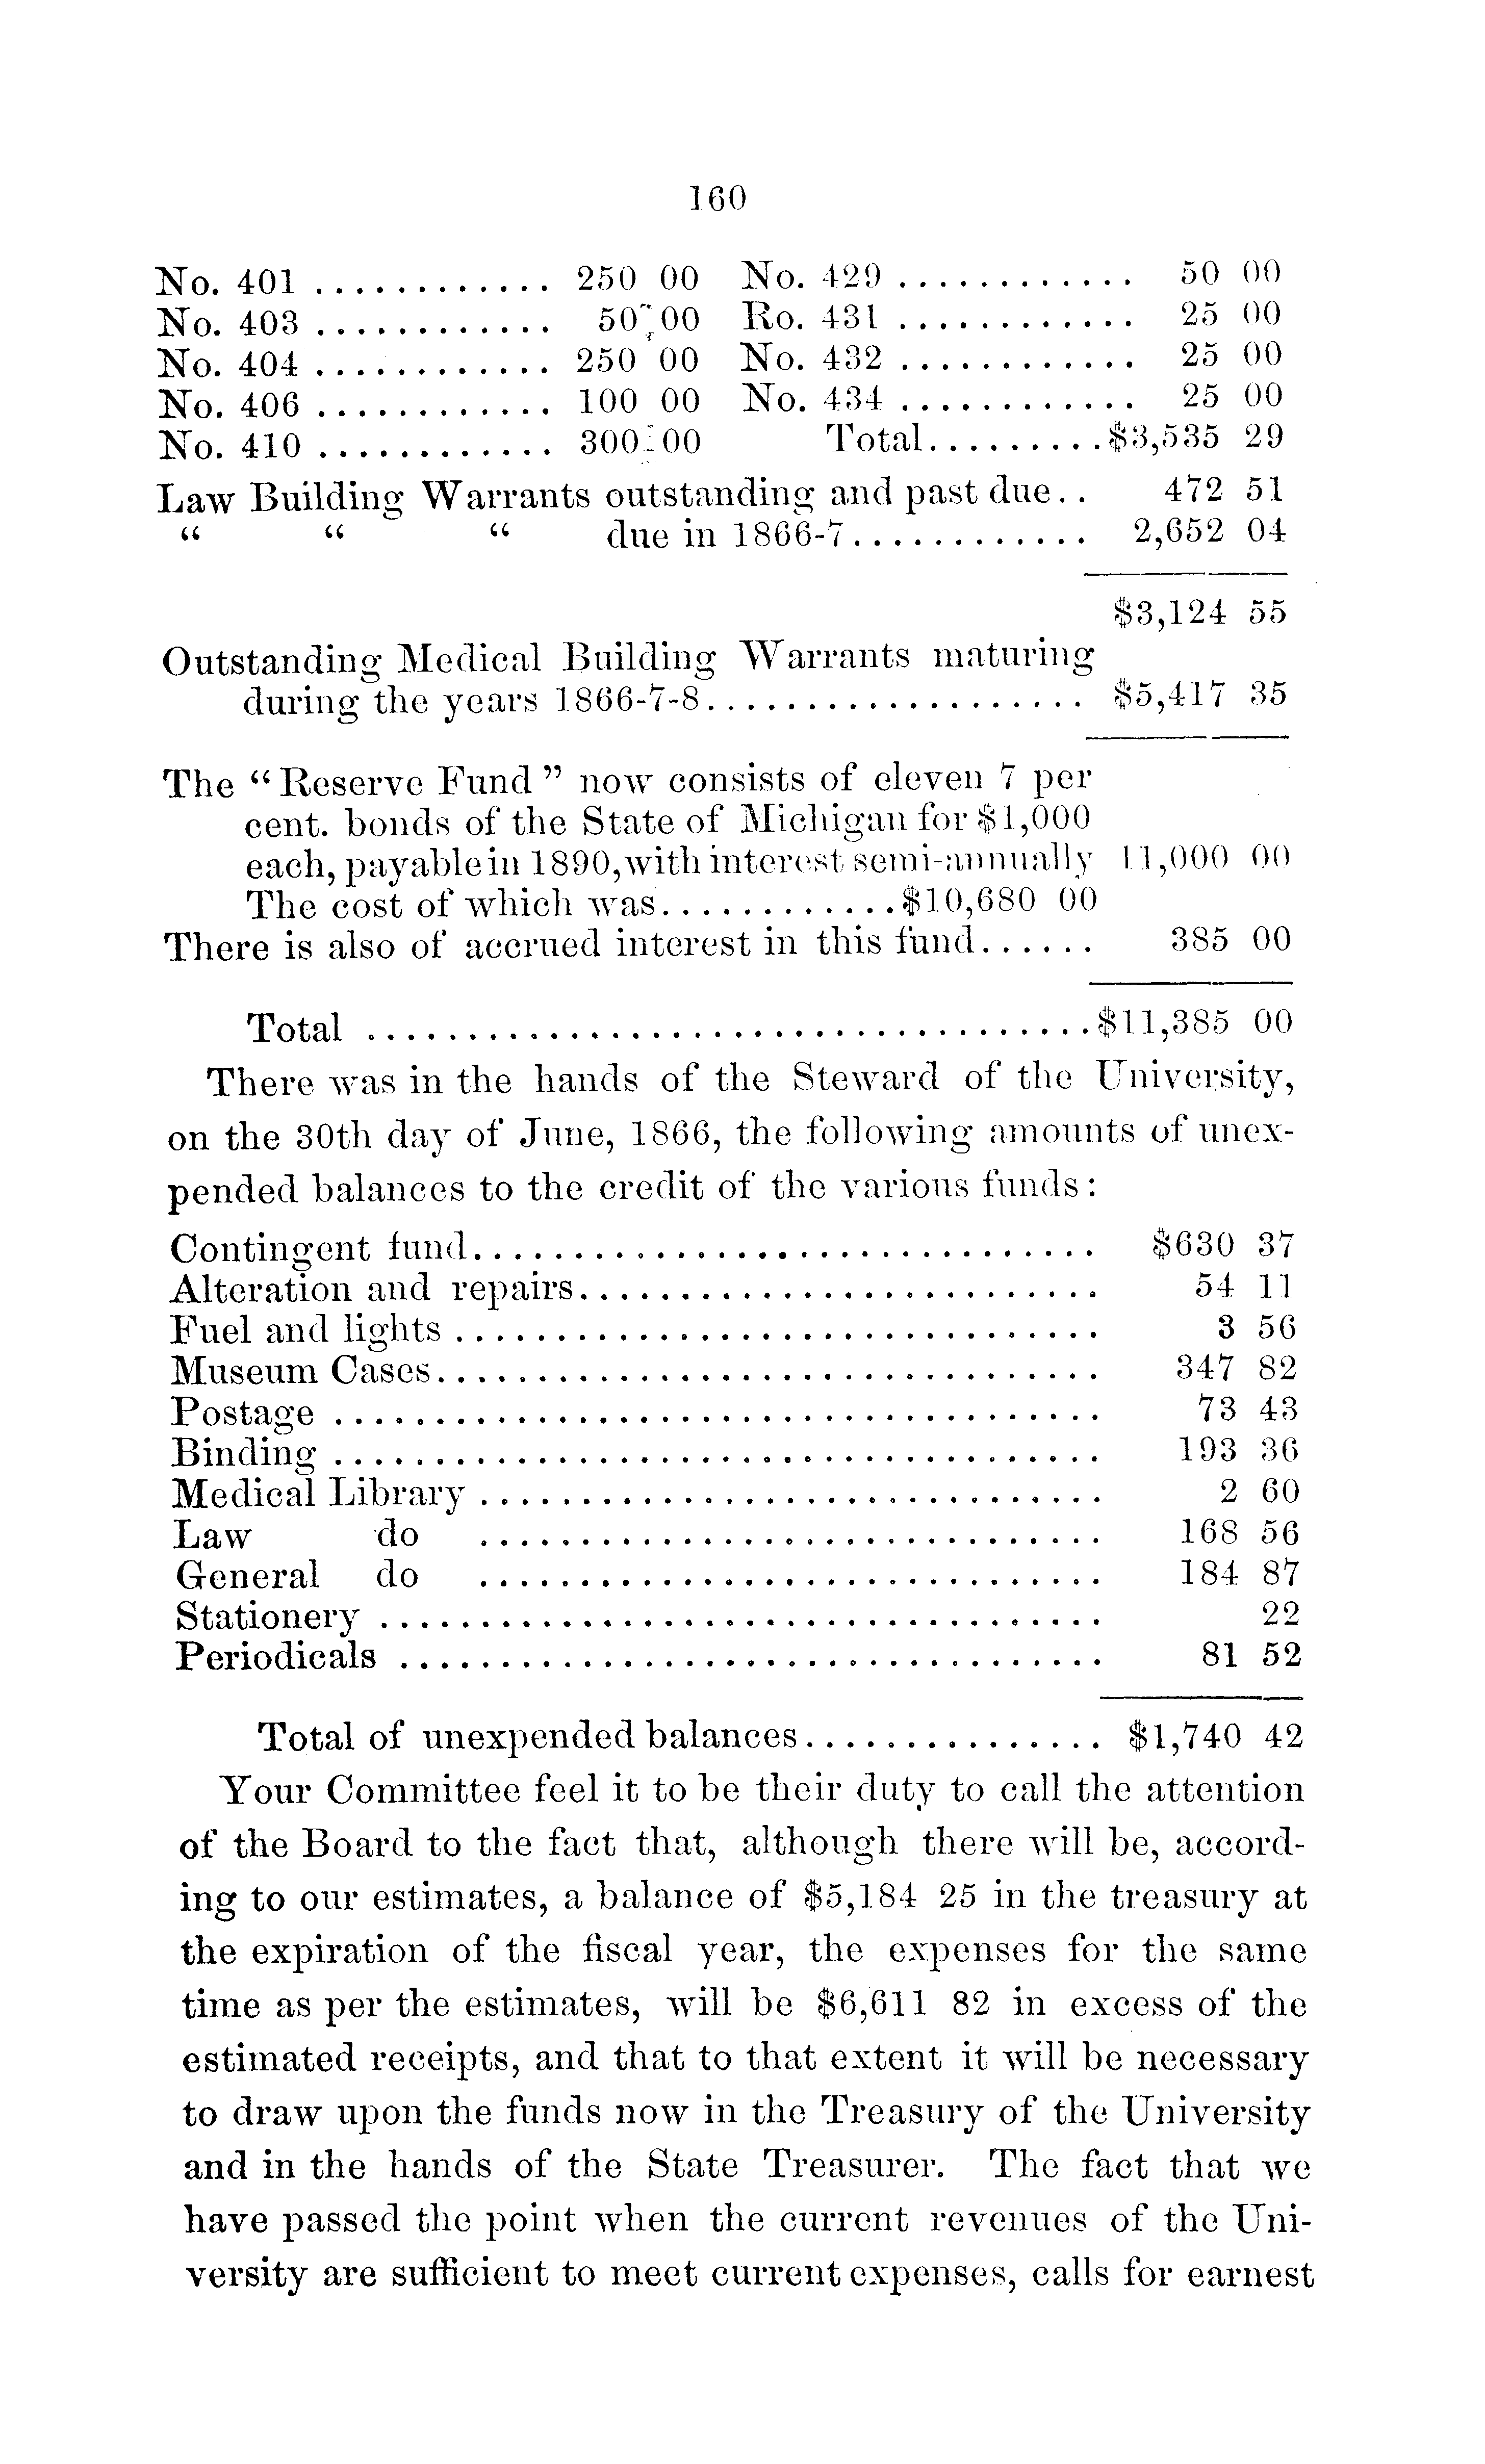 160
No. 401 ............ 250 00 No. 429 ............ 50 00
No. 403 ............ 50 00 Ro. 431 ............ 25 00
No. 404 ............ 250 00 No. 432 ............ 25 00
No. 406 ............ 100 00 No. 434 ............ 25 00
No. 410 ............ 300 00 Total.........$3,535 29
Law Building Warrants outstanding and past due.. 472 51
“ “ “ due in 1866-7............ 2,652 04
$3,124 55
Outstanding Medical Building Warrants maturing
during the years 1866-7-8................... $5,417 35
The “Reserve Fund” now consists of eleven 7 per
cent. bonds of the State of Michigan for $1,000
each, payable in 1890, with interest semi-annually 11,000 00
The cost of which was............$10,680 00
There is also of accrued interest in this fund...... 385 00
Total ....................................$11,385 00
There was in the hands of the Steward of the University,
on the 30th day of June, 1866, the following amounts of unex-
pended balances to the credit of the various funds:
Contingent fund............................... $630 37
Alteration and repairs.......................... 54 11
Fuel and lights ................................ 3 56
Museum Cases................................. 347 82
Postage ...................................... 73 43
Binding ...................................... 193 36
Medical Library ............................... 2 60
Law do ............................... 168 56
General do ............................... 184 87
Stationery .................................... 22
Periodicals ................................... 81 52
Total of unexpended balances............... $1,740 42
Your Committee feel it to be their duty to call the attention
of the Board to the fact that, although there will be, accord-
ing to our estimates, a balance of $5,184 25 in the treasury at
the expiration of the fiscal year, the expenses for the same
time as per the estimates, will be $6,611 82 in excess of the
estimated receipts, and that to that extent it will be necessary
to draw upon the funds now in the Treasury of the University
and in the hands of the State Treasurer. The fact that we
have passed the point when the current revenues of the Uni-
versity are sufficient to meet current expenses, calls for earnest